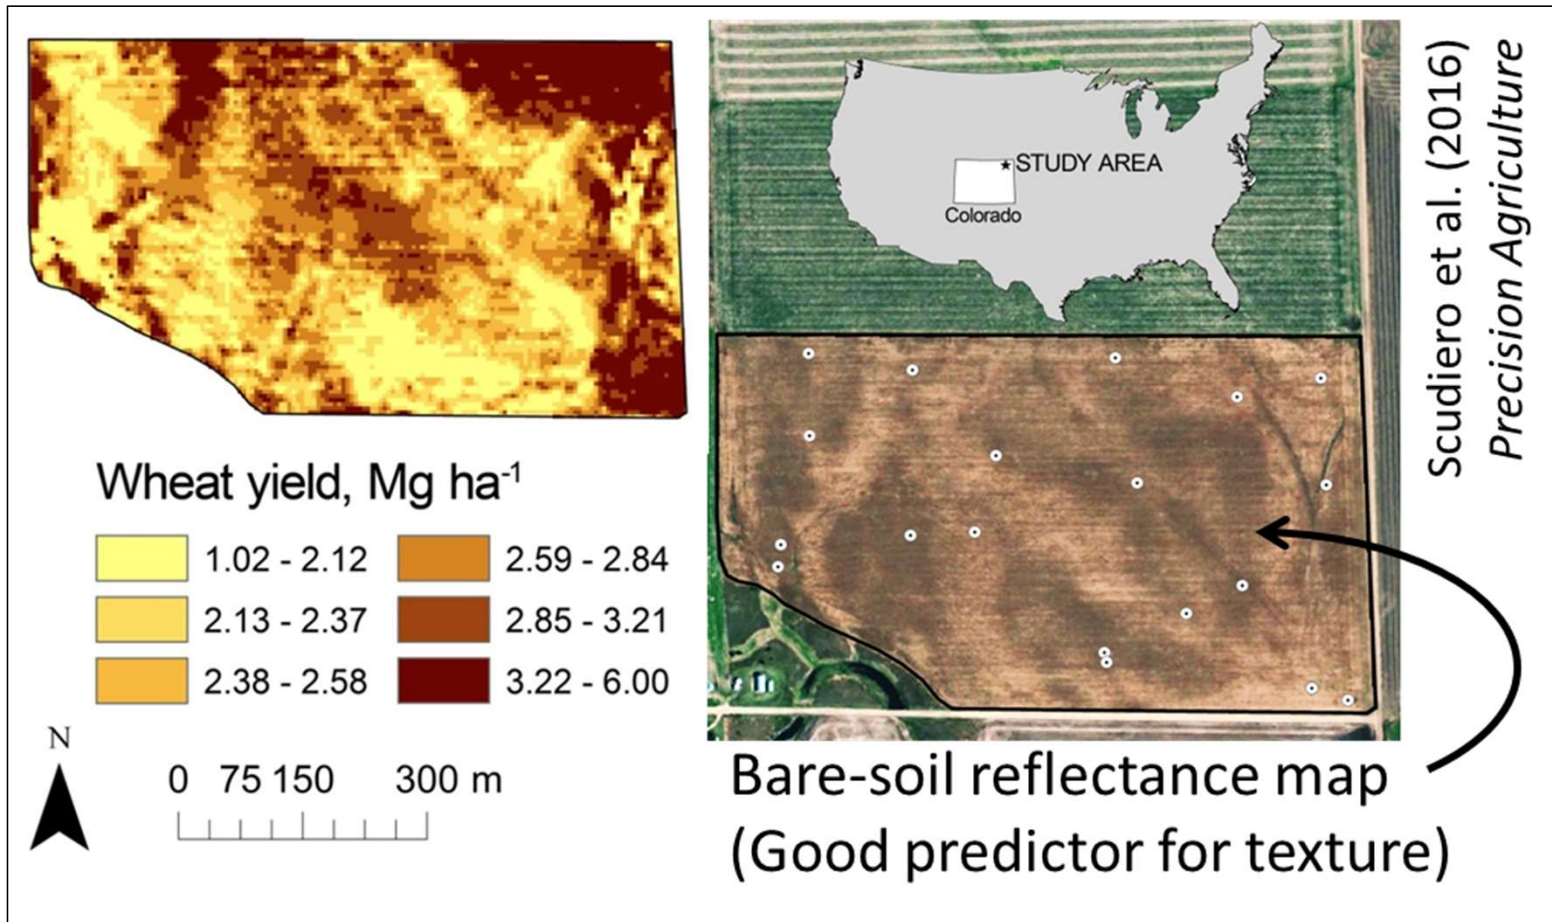 STUDY AREA
Colorado
Scudiero et al. (2016)
Precision Agriculture
Wheat yield, Mg ha⁻¹
1.02 - 2.12
2.59 - 2.84
2.13 - 2.37
2.85 - 3.21
2.38 - 2.58
3.22 - 6.00
N
0 75 150 300 m
Bare-soil reflectance map
(Good predictor for texture)